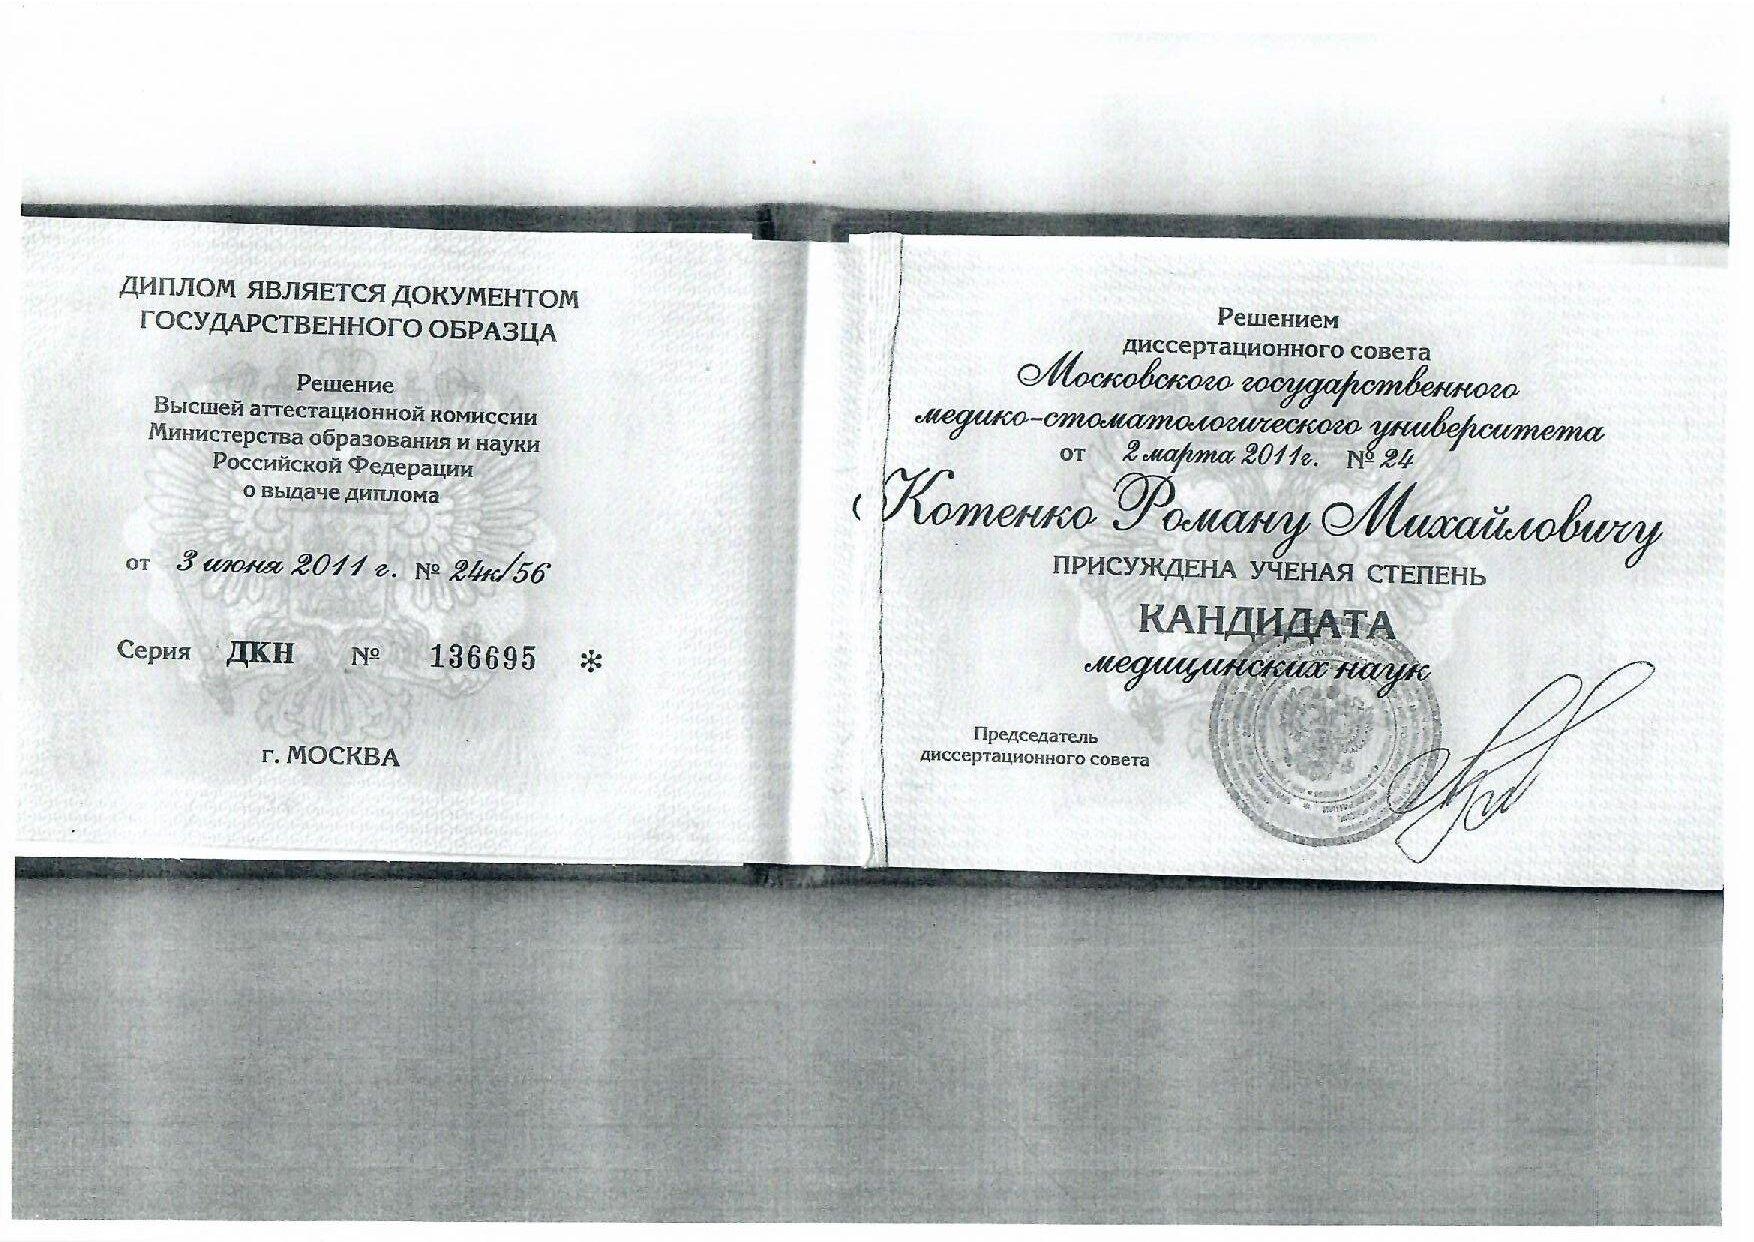 ДИПЛОМ ЯВЛЯЕТСЯ ДОКУМЕНТОМ
ГОСУДАРСТВЕННОГО ОБРАЗЦА
Решение
Высшей аттестационной комиссии
Министерства образования и науки
Российской Федерации
о выдаче диплома
от 3 июня 2011 г. № 24к/56
Серия ДКН № 136695 *
г. МОСКВА
Решением
диссертационного совета
Московского государственного
медико-стоматологического университета
от 2 марта 2011г. № 24
Котенко Роману Михайловичу
ПРИСУЖДЕНА УЧЕНАЯ СТЕПЕНЬ
КАНДИДАТА
медицинских наук
Председатель
диссертационного совета